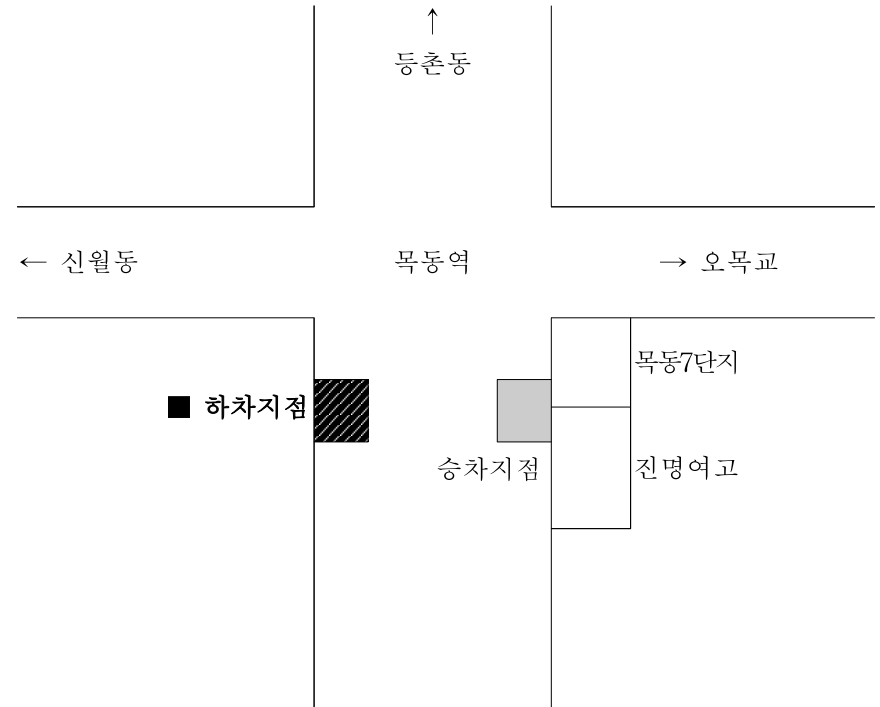 ↑
등촌동
← 신월동
목동역
→ 오목교
목동7단지
■ 하차지점
승차지점
진명여고